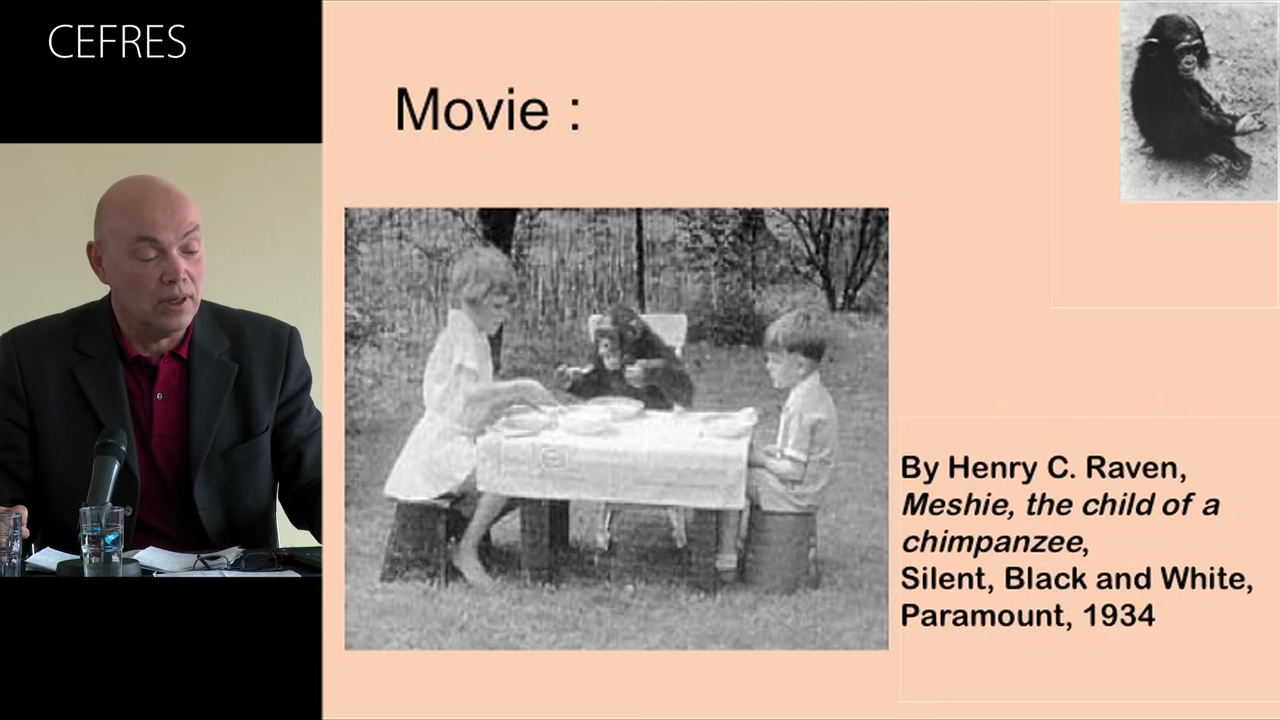 CEFRES
Movie :
By Henry C. Raven,
Meshie, the child of a
chimpanzee,
Silent, Black and White,
Paramount, 1934